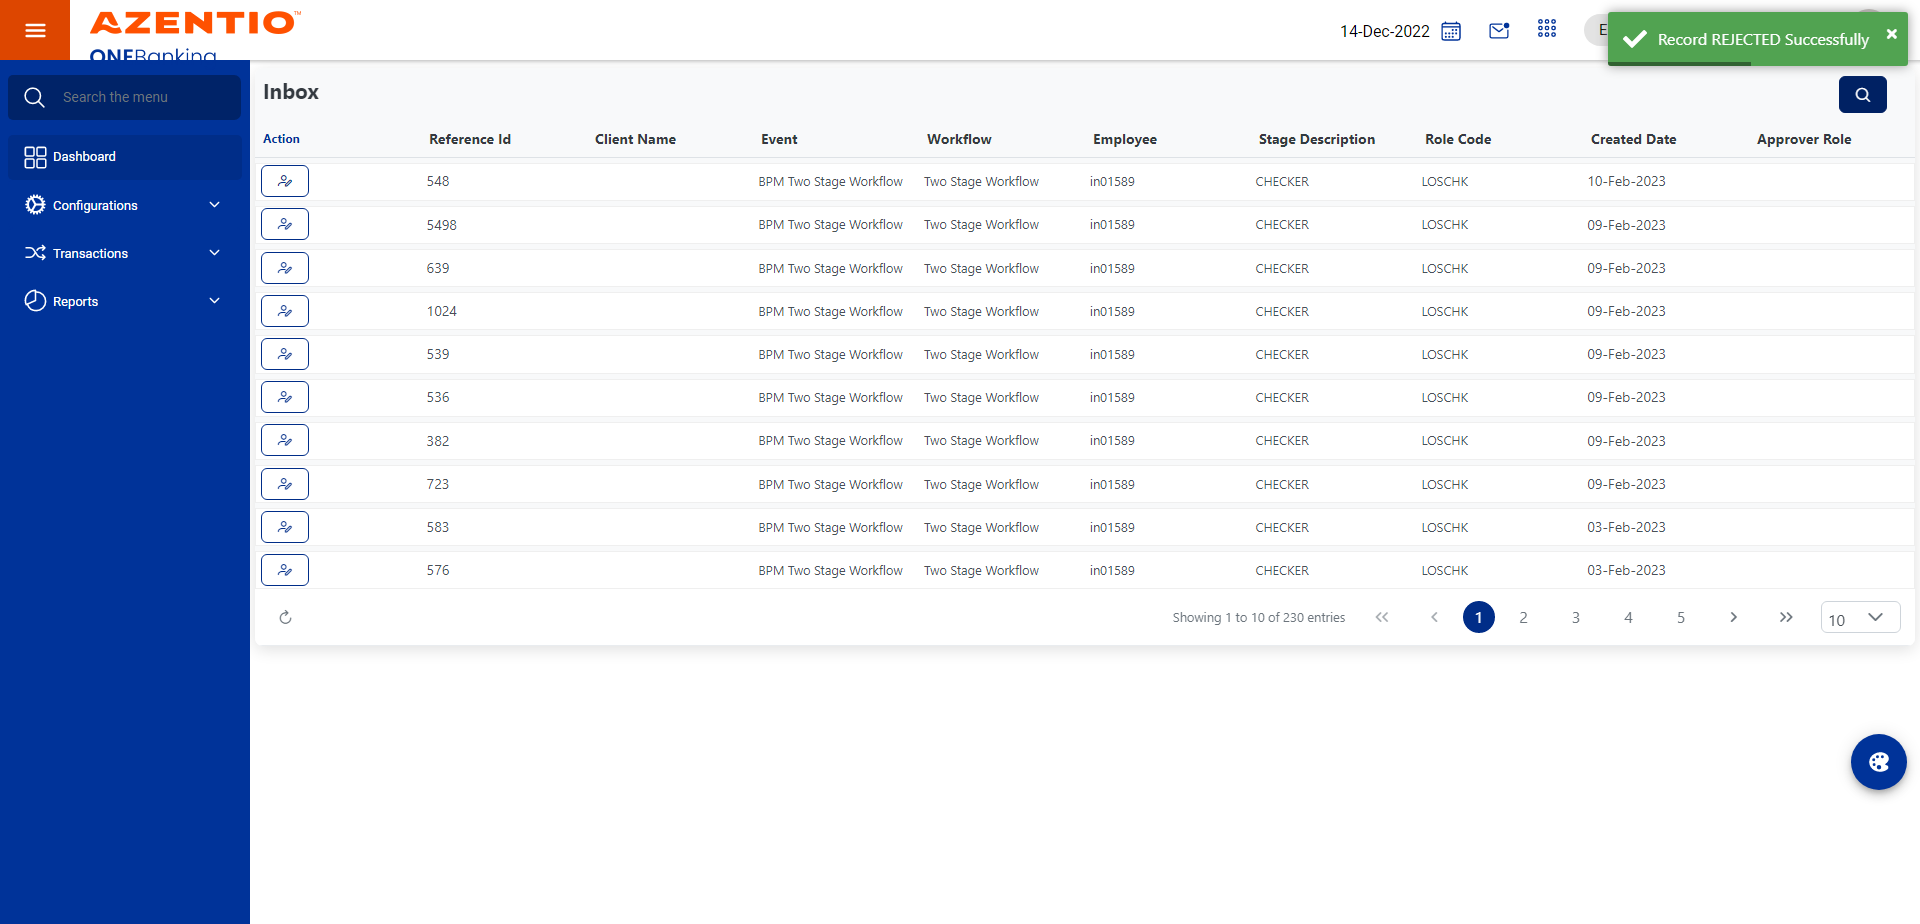 AZENTIO™
ONEBanking
14-Dec-2022
E
Record REJECTED Successfully
Search the menu
Dashboard
Configurations
Transactions
Reports
Inbox
Action Reference Id Client Name Event Workflow Employee Stage Description Role Code Created Date Approver Role
548 BPM Two Stage Workflow Two Stage Workflow in01589 CHECKER LOSCHK 10-Feb-2023
5498 BPM Two Stage Workflow Two Stage Workflow in01589 CHECKER LOSCHK 09-Feb-2023
639 BPM Two Stage Workflow Two Stage Workflow in01589 CHECKER LOSCHK 09-Feb-2023
1024 BPM Two Stage Workflow Two Stage Workflow in01589 CHECKER LOSCHK 09-Feb-2023
539 BPM Two Stage Workflow Two Stage Workflow in01589 CHECKER LOSCHK 09-Feb-2023
536 BPM Two Stage Workflow Two Stage Workflow in01589 CHECKER LOSCHK 09-Feb-2023
382 BPM Two Stage Workflow Two Stage Workflow in01589 CHECKER LOSCHK 09-Feb-2023
723 BPM Two Stage Workflow Two Stage Workflow in01589 CHECKER LOSCHK 09-Feb-2023
583 BPM Two Stage Workflow Two Stage Workflow in01589 CHECKER LOSCHK 03-Feb-2023
576 BPM Two Stage Workflow Two Stage Workflow in01589 CHECKER LOSCHK 03-Feb-2023
Showing 1 to 10 of 230 entries 1 2 3 4 5 10